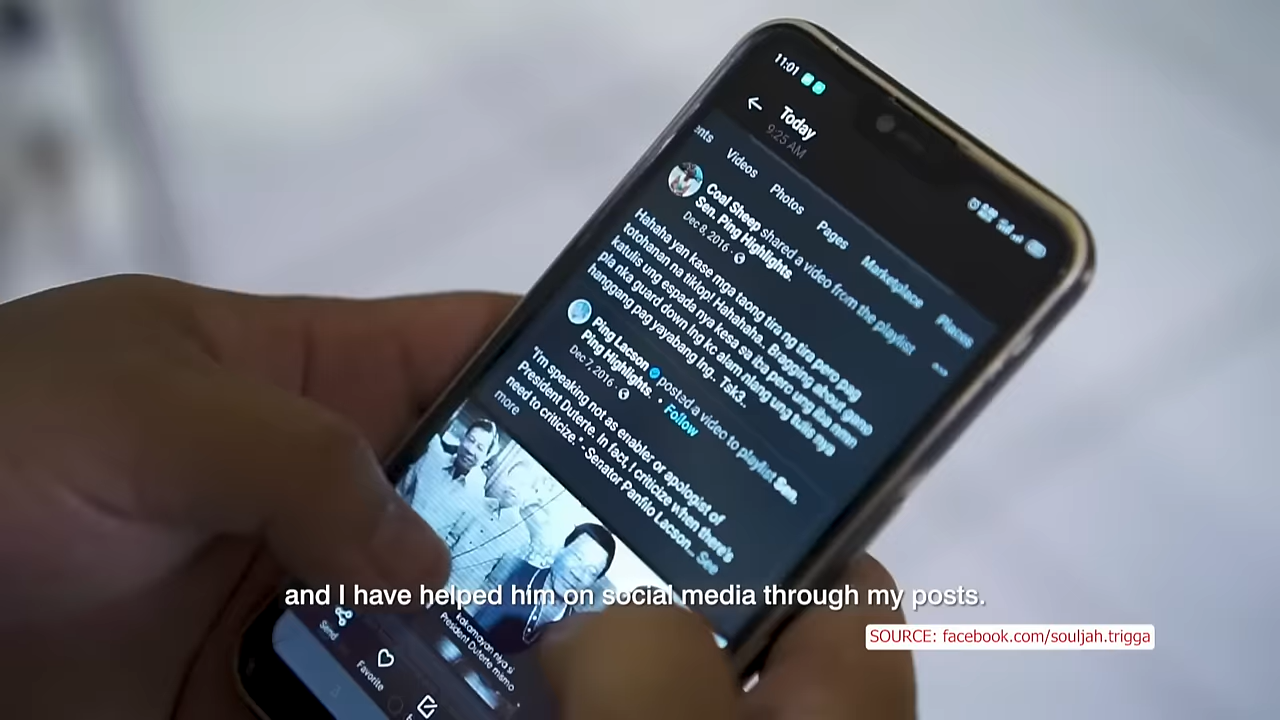 11:01
Today
9:25 AM
Videos
Photos
Pages
Marketplace
Places
Coal Sheep shared a video from the playlist
Sen. Ping Highlights.
Dec 8, 2016
Hahaha yan kase mga taong tira ng tira pero pag
totohanan na tiklop! Hahahaha.. Bragging about gano
katulis ung espada nya kesa sa iba pero ung iba nmn
pla nka guard down lng kc alam nlang ung tulis nya
hanggang pag yayabang lng.. Tsk3..
Ping Lacson posted a video to playlist Sen.
Ping Highlights. • Follow
Dec 7, 2016
"I'm speaking not as enabler or apologist of
President Duterte. In fact, I criticize when there's
need to criticize." - Senator Panfilo Lacson... See
more
kakamayan niya si
President Duterte mismo
and I have helped him on social media through my posts.
SOURCE: facebook.com/souljah.trigga
Send
Favorite